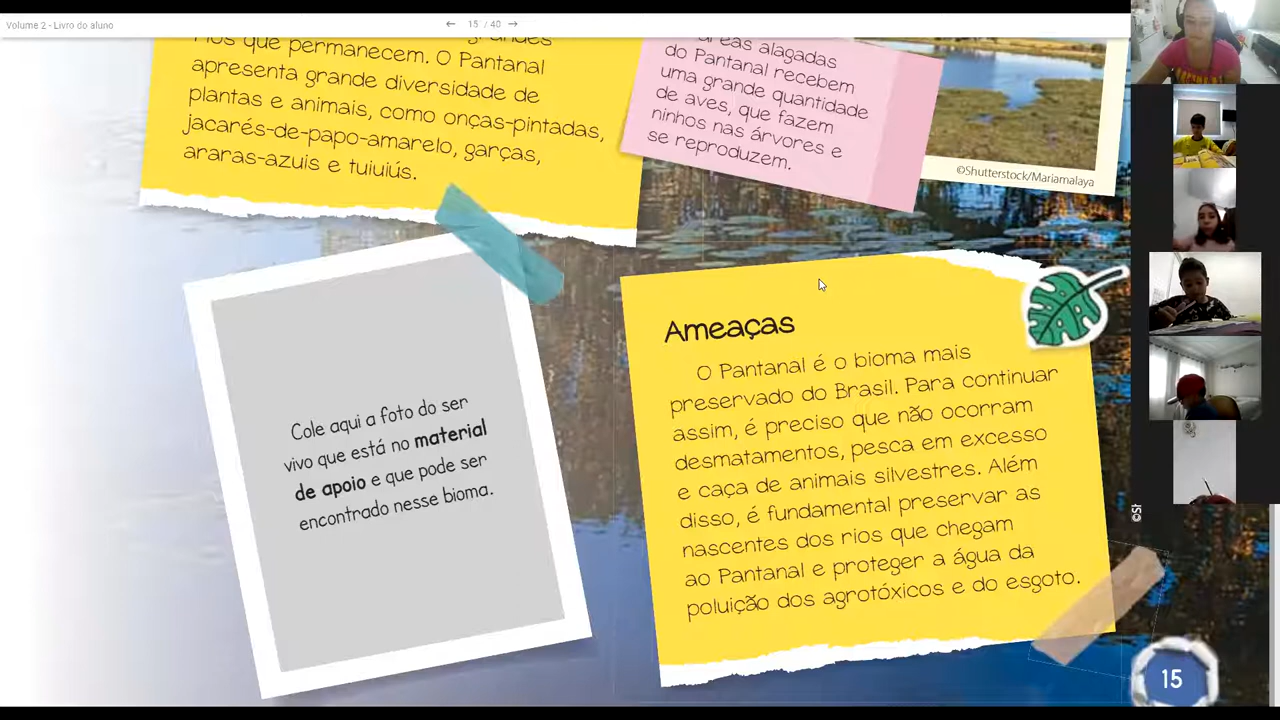 Volume 2 - Livro do aluno
15 / 40
grandes
rios que permanecem. O Pantanal
apresenta grande diversidade de
plantas e animais, como onças-pintadas,
jacarés-de-papo-amarelo, garças,
araras-azuis e tuiuiús.
áreas alagadas
do Pantanal recebem
uma grande quantidade
de aves, que fazem
ninhos nas árvores e
se reproduzem.
©Shutterstock/Mariamalaya
Cole aqui a foto do ser
vivo que está no material
de apoio e que pode ser
encontrado nesse bioma.
Ameaças
O Pantanal é o bioma mais
preservado do Brasil. Para continuar
assim, é preciso que não ocorram
desmatamentos, pesca em excesso
e caça de animais silvestres. Além
disso, é fundamental preservar as
nascentes dos rios que chegam
ao Pantanal e proteger a água da
poluição dos agrotóxicos e do esgoto.
©S
15